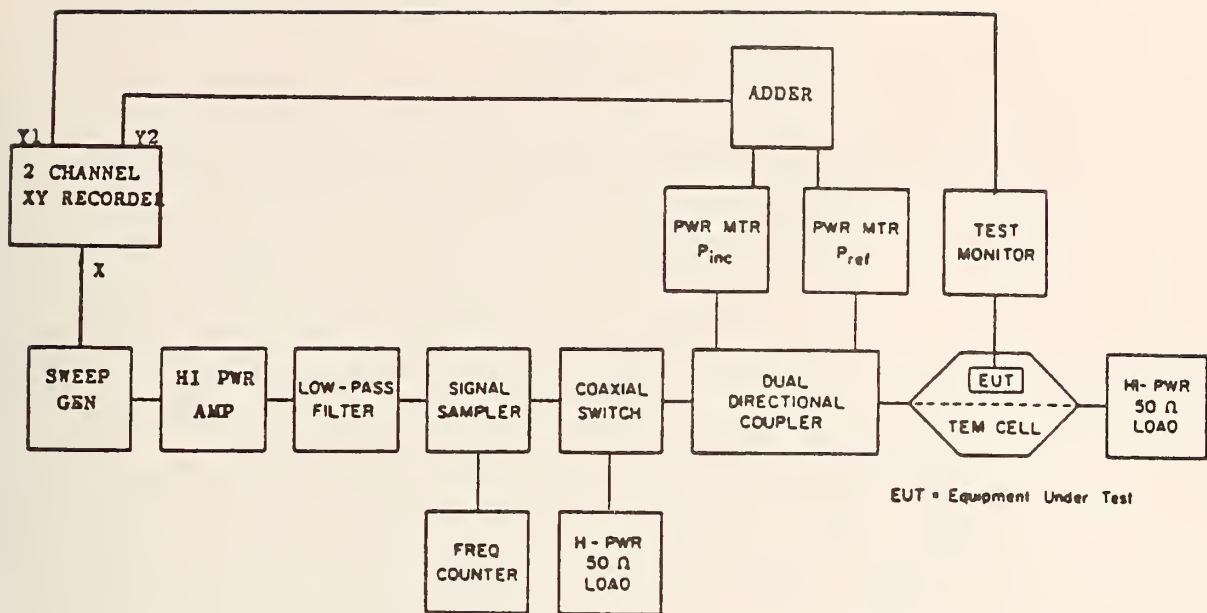 ADDER
Y1
Y2
2 CHANNEL
XY RECORDER
X
PWR MTR
Pinc
PWR MTR
Pref
TEST
MONITOR
SWEEP
GEN
HI PWR
AMP
LOW-PASS
FILTER
SIGNAL
SAMPLER
COAXIAL
SWITCH
DUAL
DIRECTIONAL
COUPLER
EUT
TEM CELL
HI-PWR
50 Ω
LOAD
EUT = Equipment Under Test
FREQ
COUNTER
H-PWR
50 Ω
LOAD